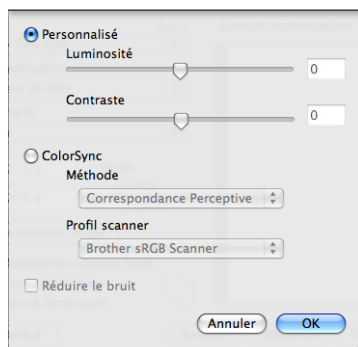 Personnalisé
Luminosité
0
Contraste
0
ColorSync
Méthode
Correspondance Perceptive
Profil scanner
Brother sRGB Scanner
Réduire le bruit
Annuler OK